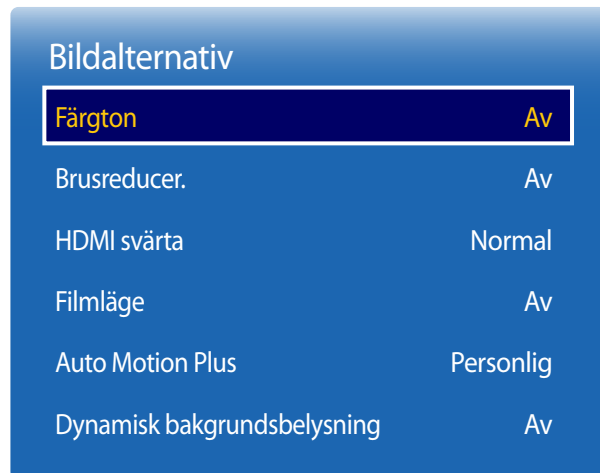 Bildalternativ
Färgton Av
Brusreducer. Av
HDMI svärta Normal
Filmläge Av
Auto Motion Plus Personlig
Dynamisk bakgrundsbelysning Av